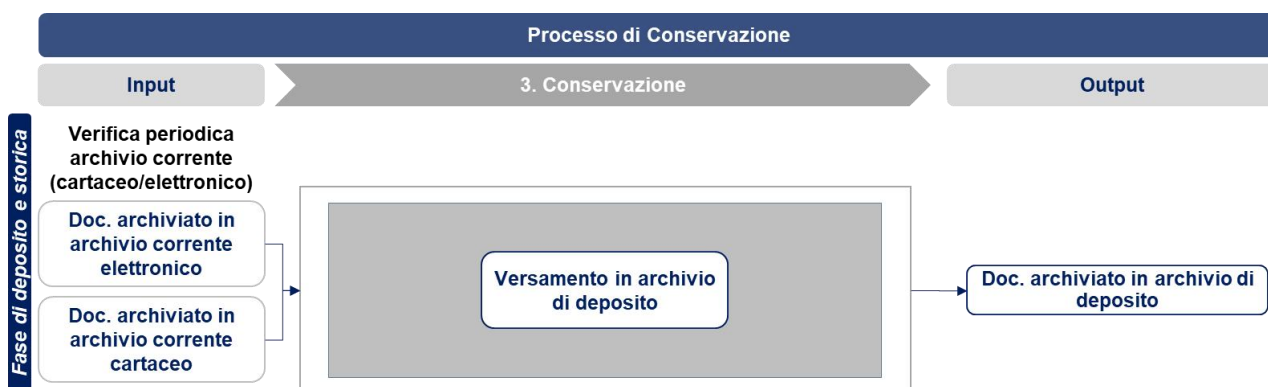 Processo di Conservazione
Input
3. Conservazione
Output
Fase di deposito e storica
Verifica periodica
archivio corrente
(cartaceo/elettronico)
Doc. archiviato in
archivio corrente
elettronico
Doc. archiviato in
archivio corrente
cartaceo
Versamento in archivio
di deposito
Doc. archiviato in archivio di
deposito